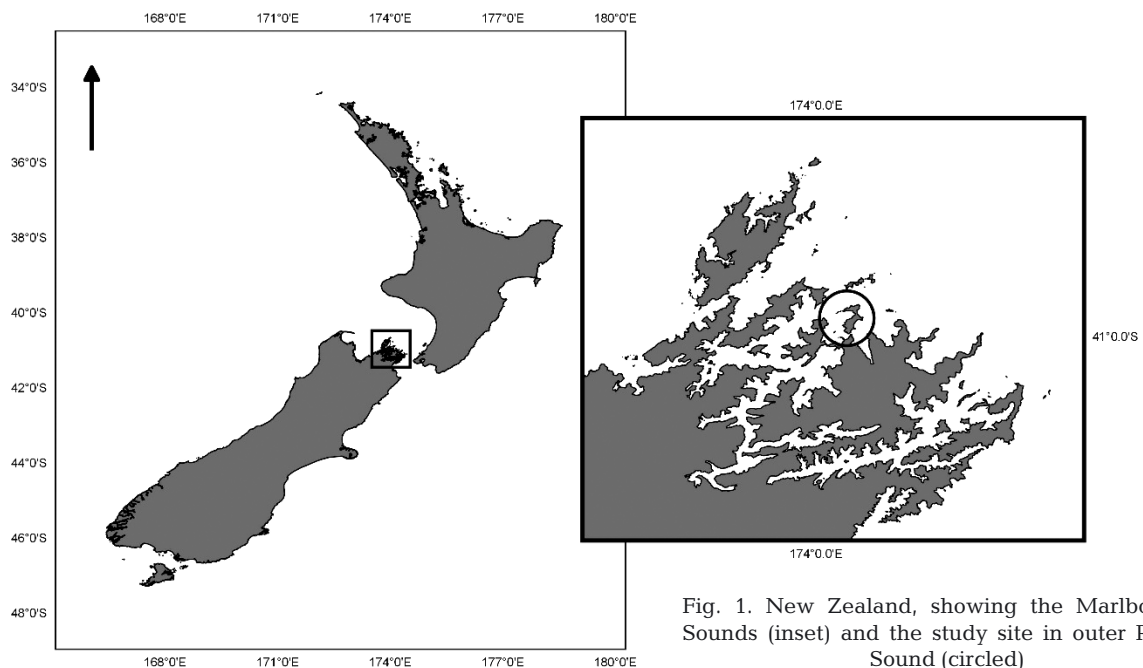 168°0'E 171°0'E 174°0'E 177°0'E 180°0'E
34°0'S
36°0'S
38°0'S
40°0'S
42°0'S
44°0'S
46°0'S
48°0'S
168°0'E 171°0'E 174°0'E 177°0'E 180°0'E
174°0.0'E
41°0.0'S
174°0.0'E
Fig. 1. New Zealand, showing the Marlbo
Sounds (inset) and the study site in outer
Sound (circled)